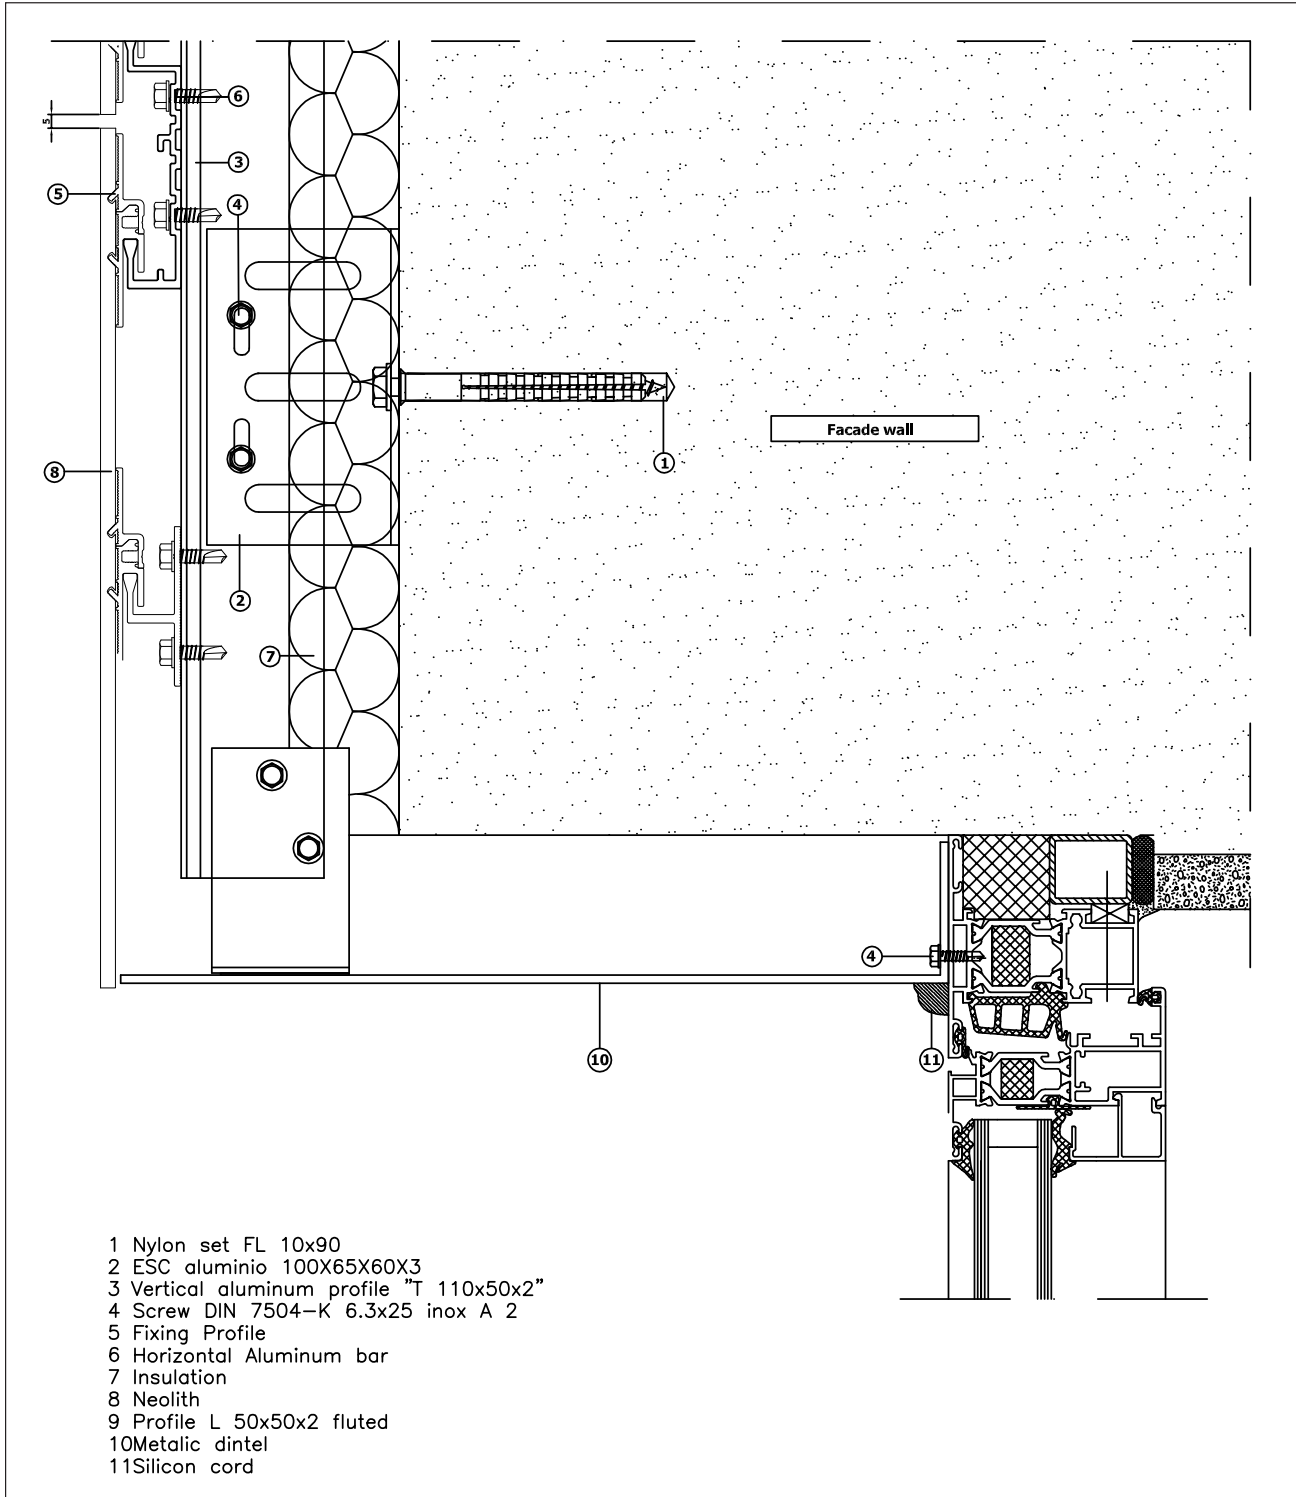 6
5
3
5
4
Facade wall
1
8
2
7
4
10
11
1 Nylon set FL 10x90
2 ESC aluminio 100X65X60X3
3 Vertical aluminum profile "T 110x50x2"
4 Screw DIN 7504-K 6.3x25 inox A 2
5 Fixing Profile
6 Horizontal Aluminum bar
7 Insulation
8 Neolith
9 Profile L 50x50x2 fluted
10Metalic dintel
11Silicon cord